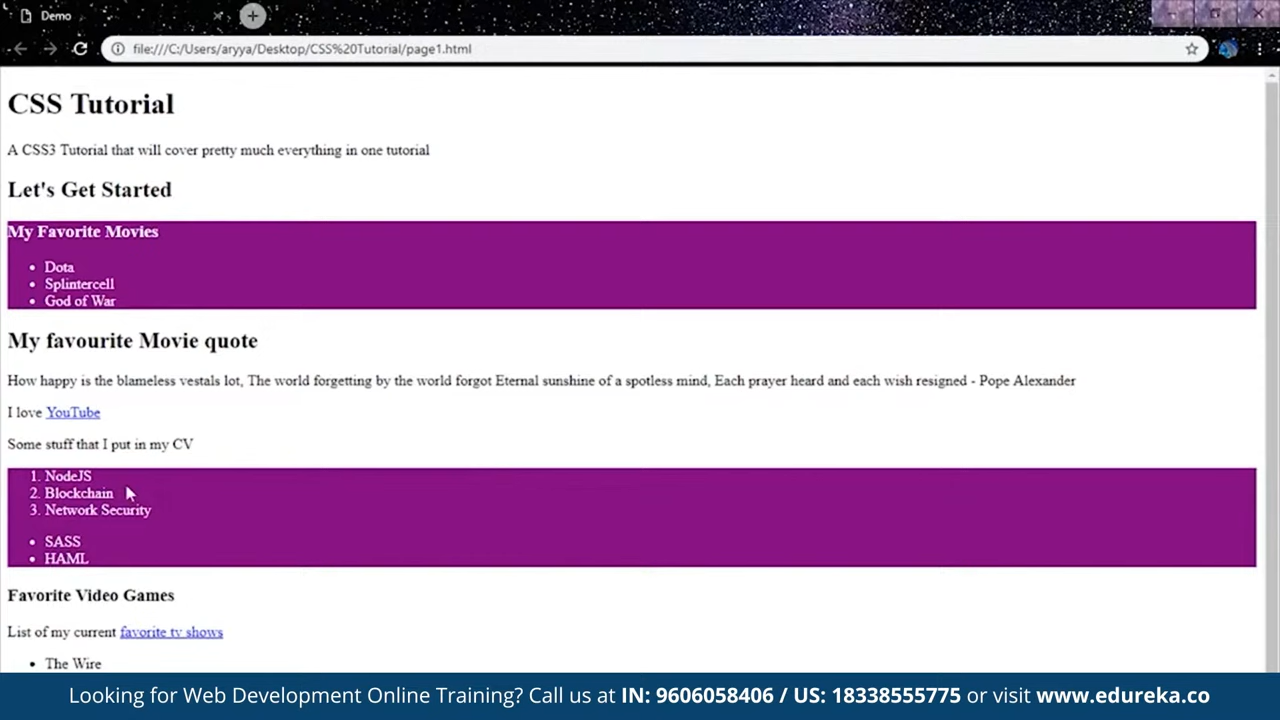 Demo
file:///C:/Users/aryya/Desktop/CSS%20Tutorial/page1.html
CSS Tutorial
A CSS3 Tutorial that will cover pretty much everything in one tutorial
Let's Get Started
My Favorite Movies
• Dota
• Splintercell
• God of War
My favourite Movie quote
How happy is the blameless vestals lot, The world forgetting by the world forgot Eternal sunshine of a spotless mind, Each prayer heard and each wish resigned - Pope Alexander
I love YouTube
Some stuff that I put in my CV
1. NodeJS
2. Blockchain
3. Network Security
• SASS
• HAML
Favorite Video Games
List of my current favorite tv shows
• The Wire
Looking for Web Development Online Training? Call us at IN: 9606058406 / US: 18338555775 or visit www.edureka.co